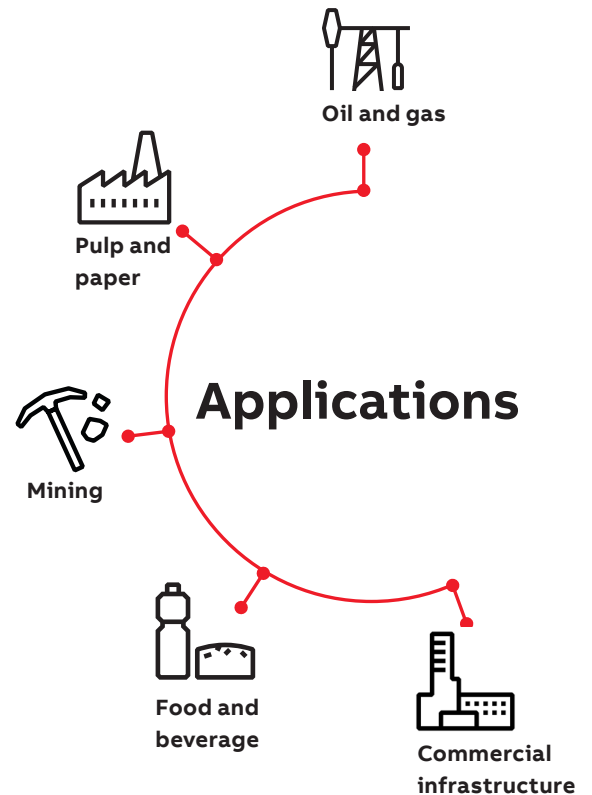 Oil and gas
Pulp and
paper
Applications
Mining
Food and
beverage
Commercial
infrastructure